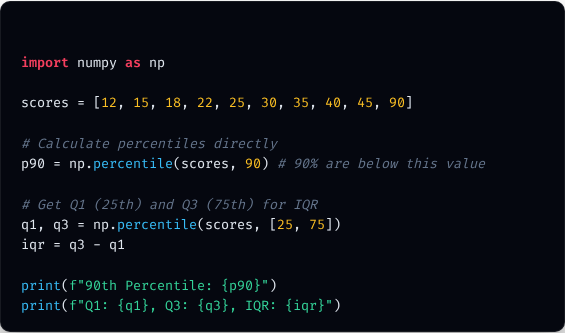 import numpy as np
scores = [12, 15, 18, 22, 25, 30, 35, 40, 45, 90]
# Calculate percentiles directly
p90 = np.percentile(scores, 90) # 90% are below this value
# Get Q1 (25th) and Q3 (75th) for IQR
q1, q3 = np.percentile(scores, [25, 75])
iqr = q3 - q1
print(f"90th Percentile: {p90}")
print(f"Q1: {q1}, Q3: {q3}, IQR: {iqr}")